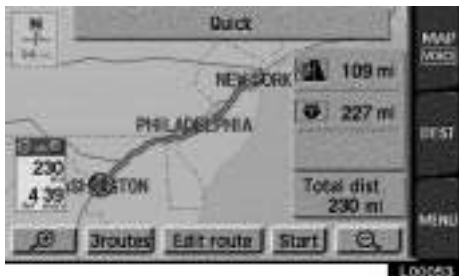 N
Quick
MAP
VOICE
109 mi
NEW YORK
227 mi
PHILADELPHIA
DEST
230
4 39
WASHINGTON
Total dist
230 mi
MENU
3routes
Edit route
Start
L00053